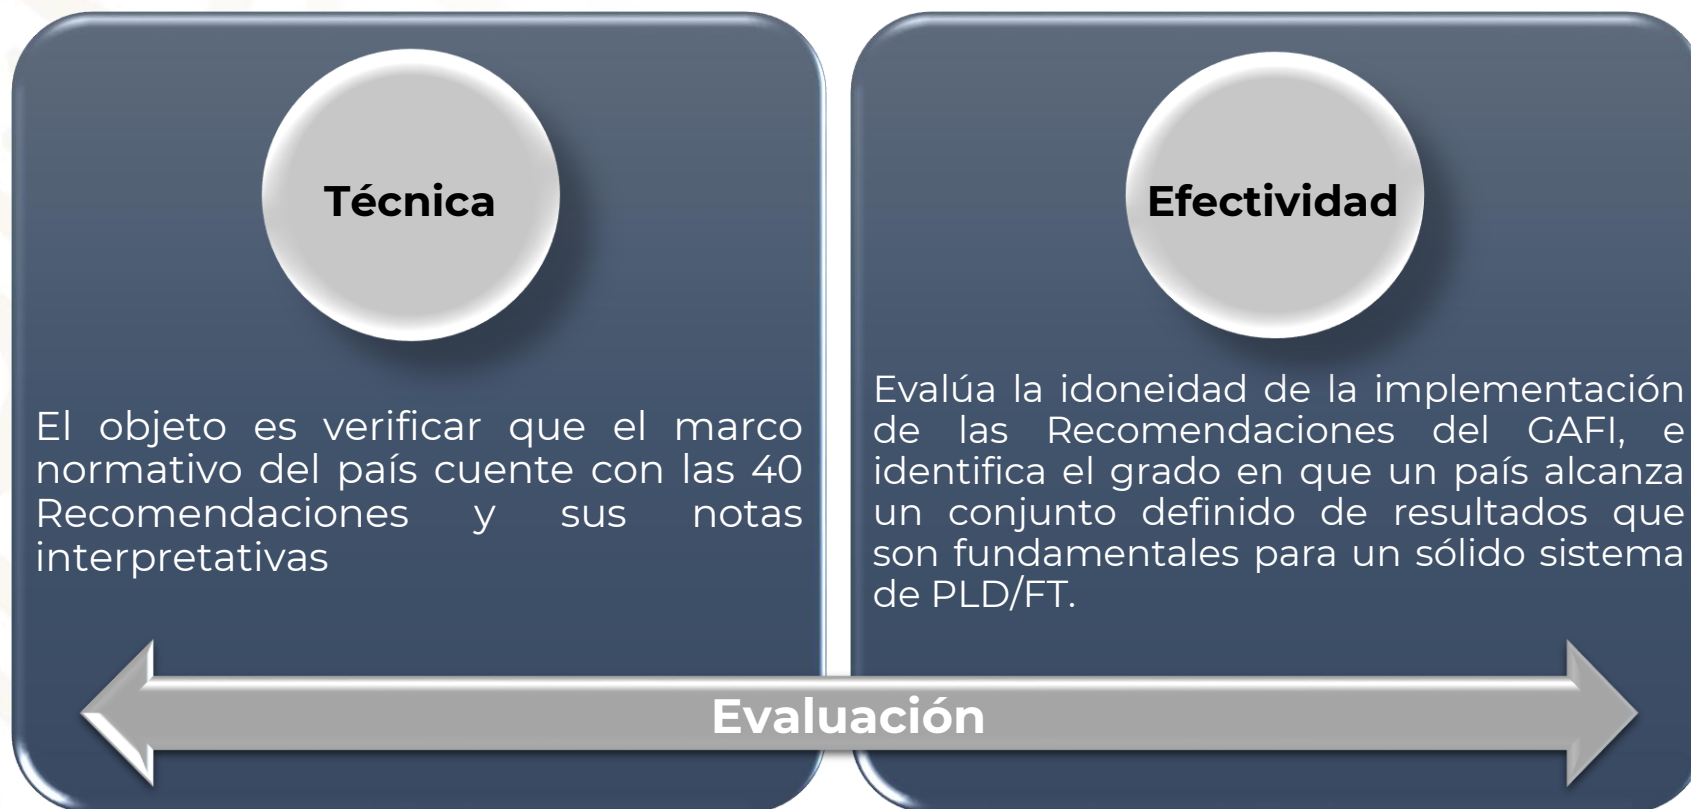 Técnica
El objeto es verificar que el marco
normativo del país cuente con las 40
Recomendaciones y sus notas
interpretativas
Efectividad
Evalúa la idoneidad de la implementación
de las Recomendaciones del GAFI, e
identifica el grado en que un país alcanza
un conjunto definido de resultados que
son fundamentales para un sólido sistema
de PLD/FT.
Evaluación